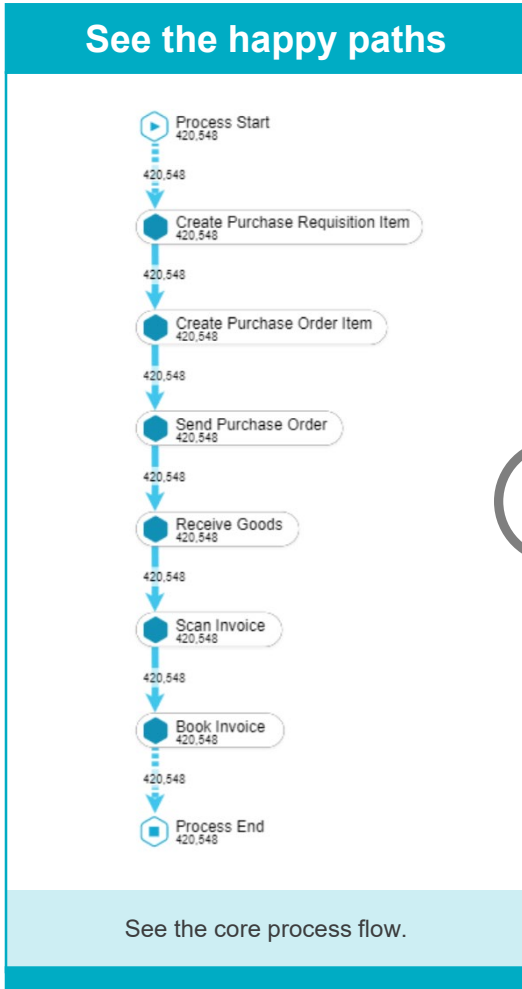 See the happy paths
Process Start
420,548
420,548
Create Purchase Requisition Item
420,548
420,548
Create Purchase Order Item
420,548
420,548
Send Purchase Order
420,548
420,548
Receive Goods
420,548
420,548
Scan Invoice
420,548
420,548
Book Invoice
420,548
420,548
Process End
420,548
See the core process flow.